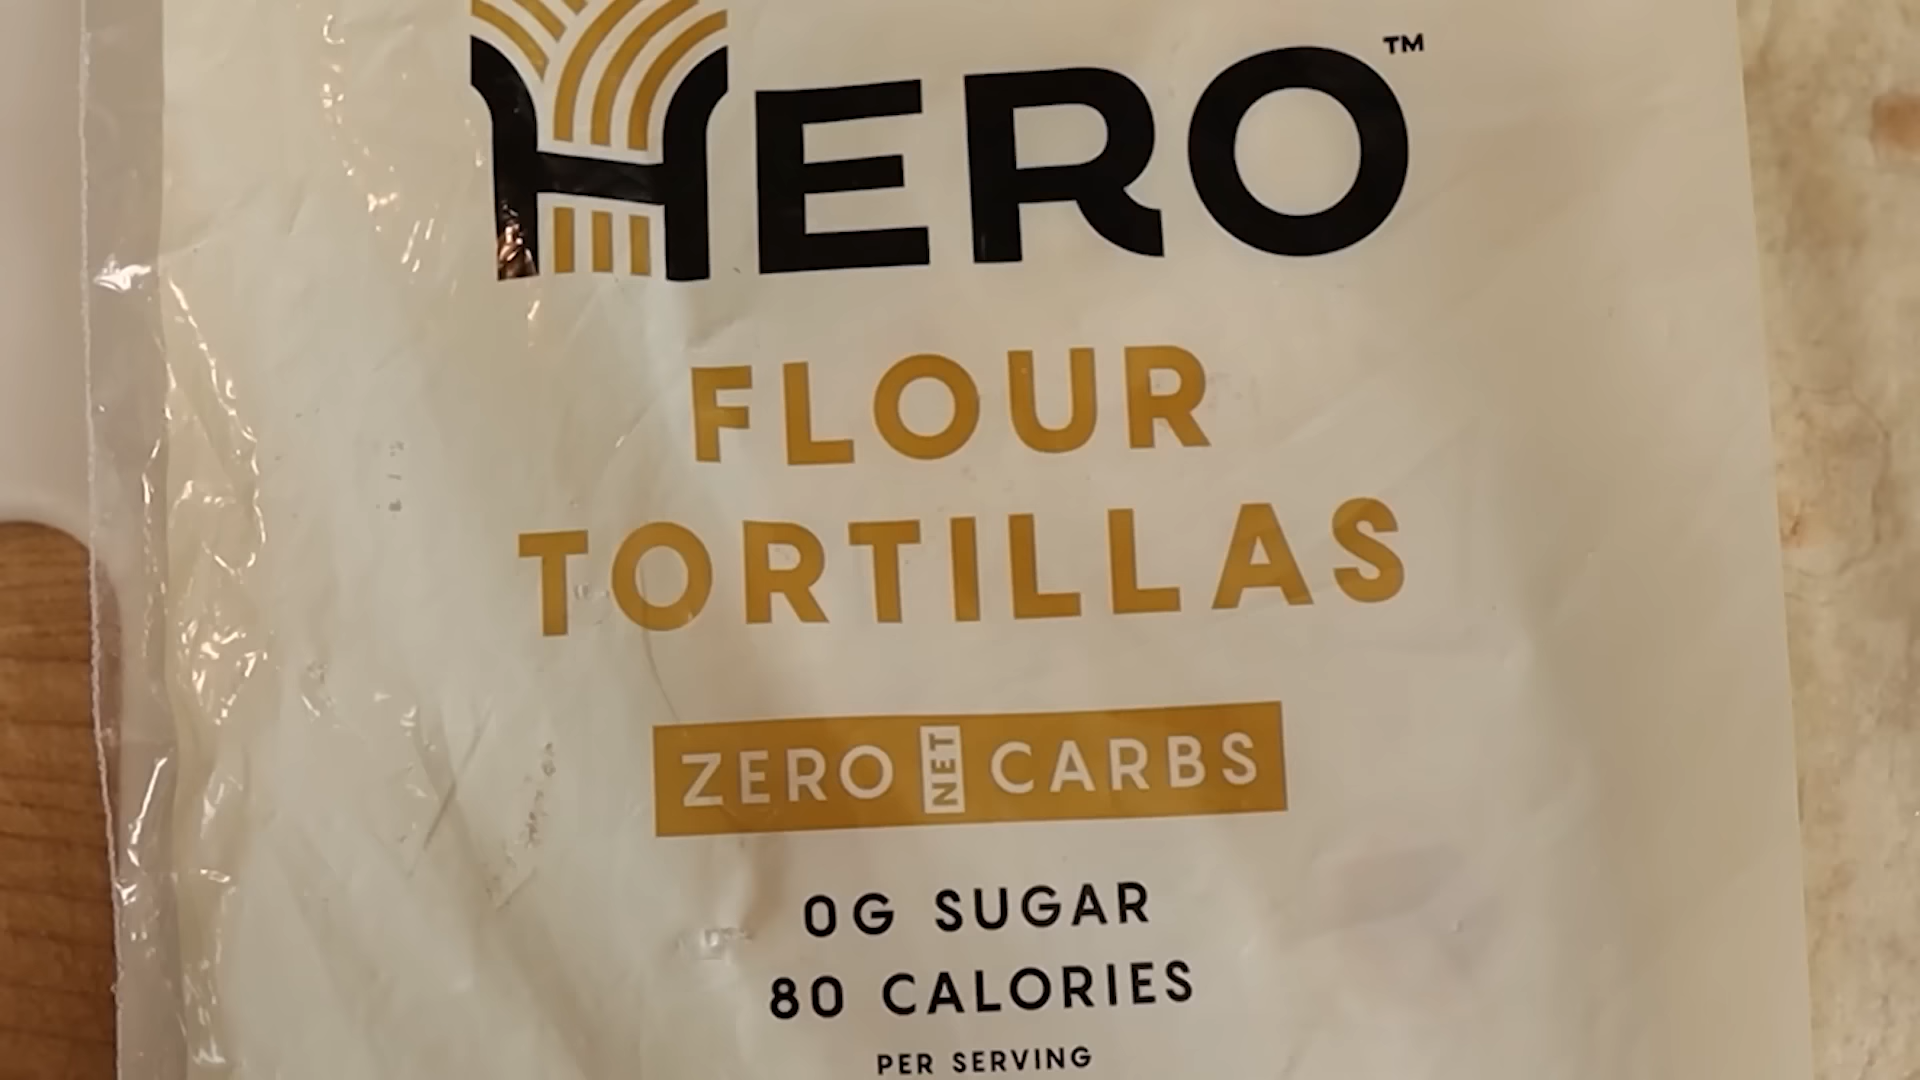 HERO™
FLOUR
TORTILLAS
ZERO NET CARBS
0G SUGAR
80 CALORIES
PER SERVING